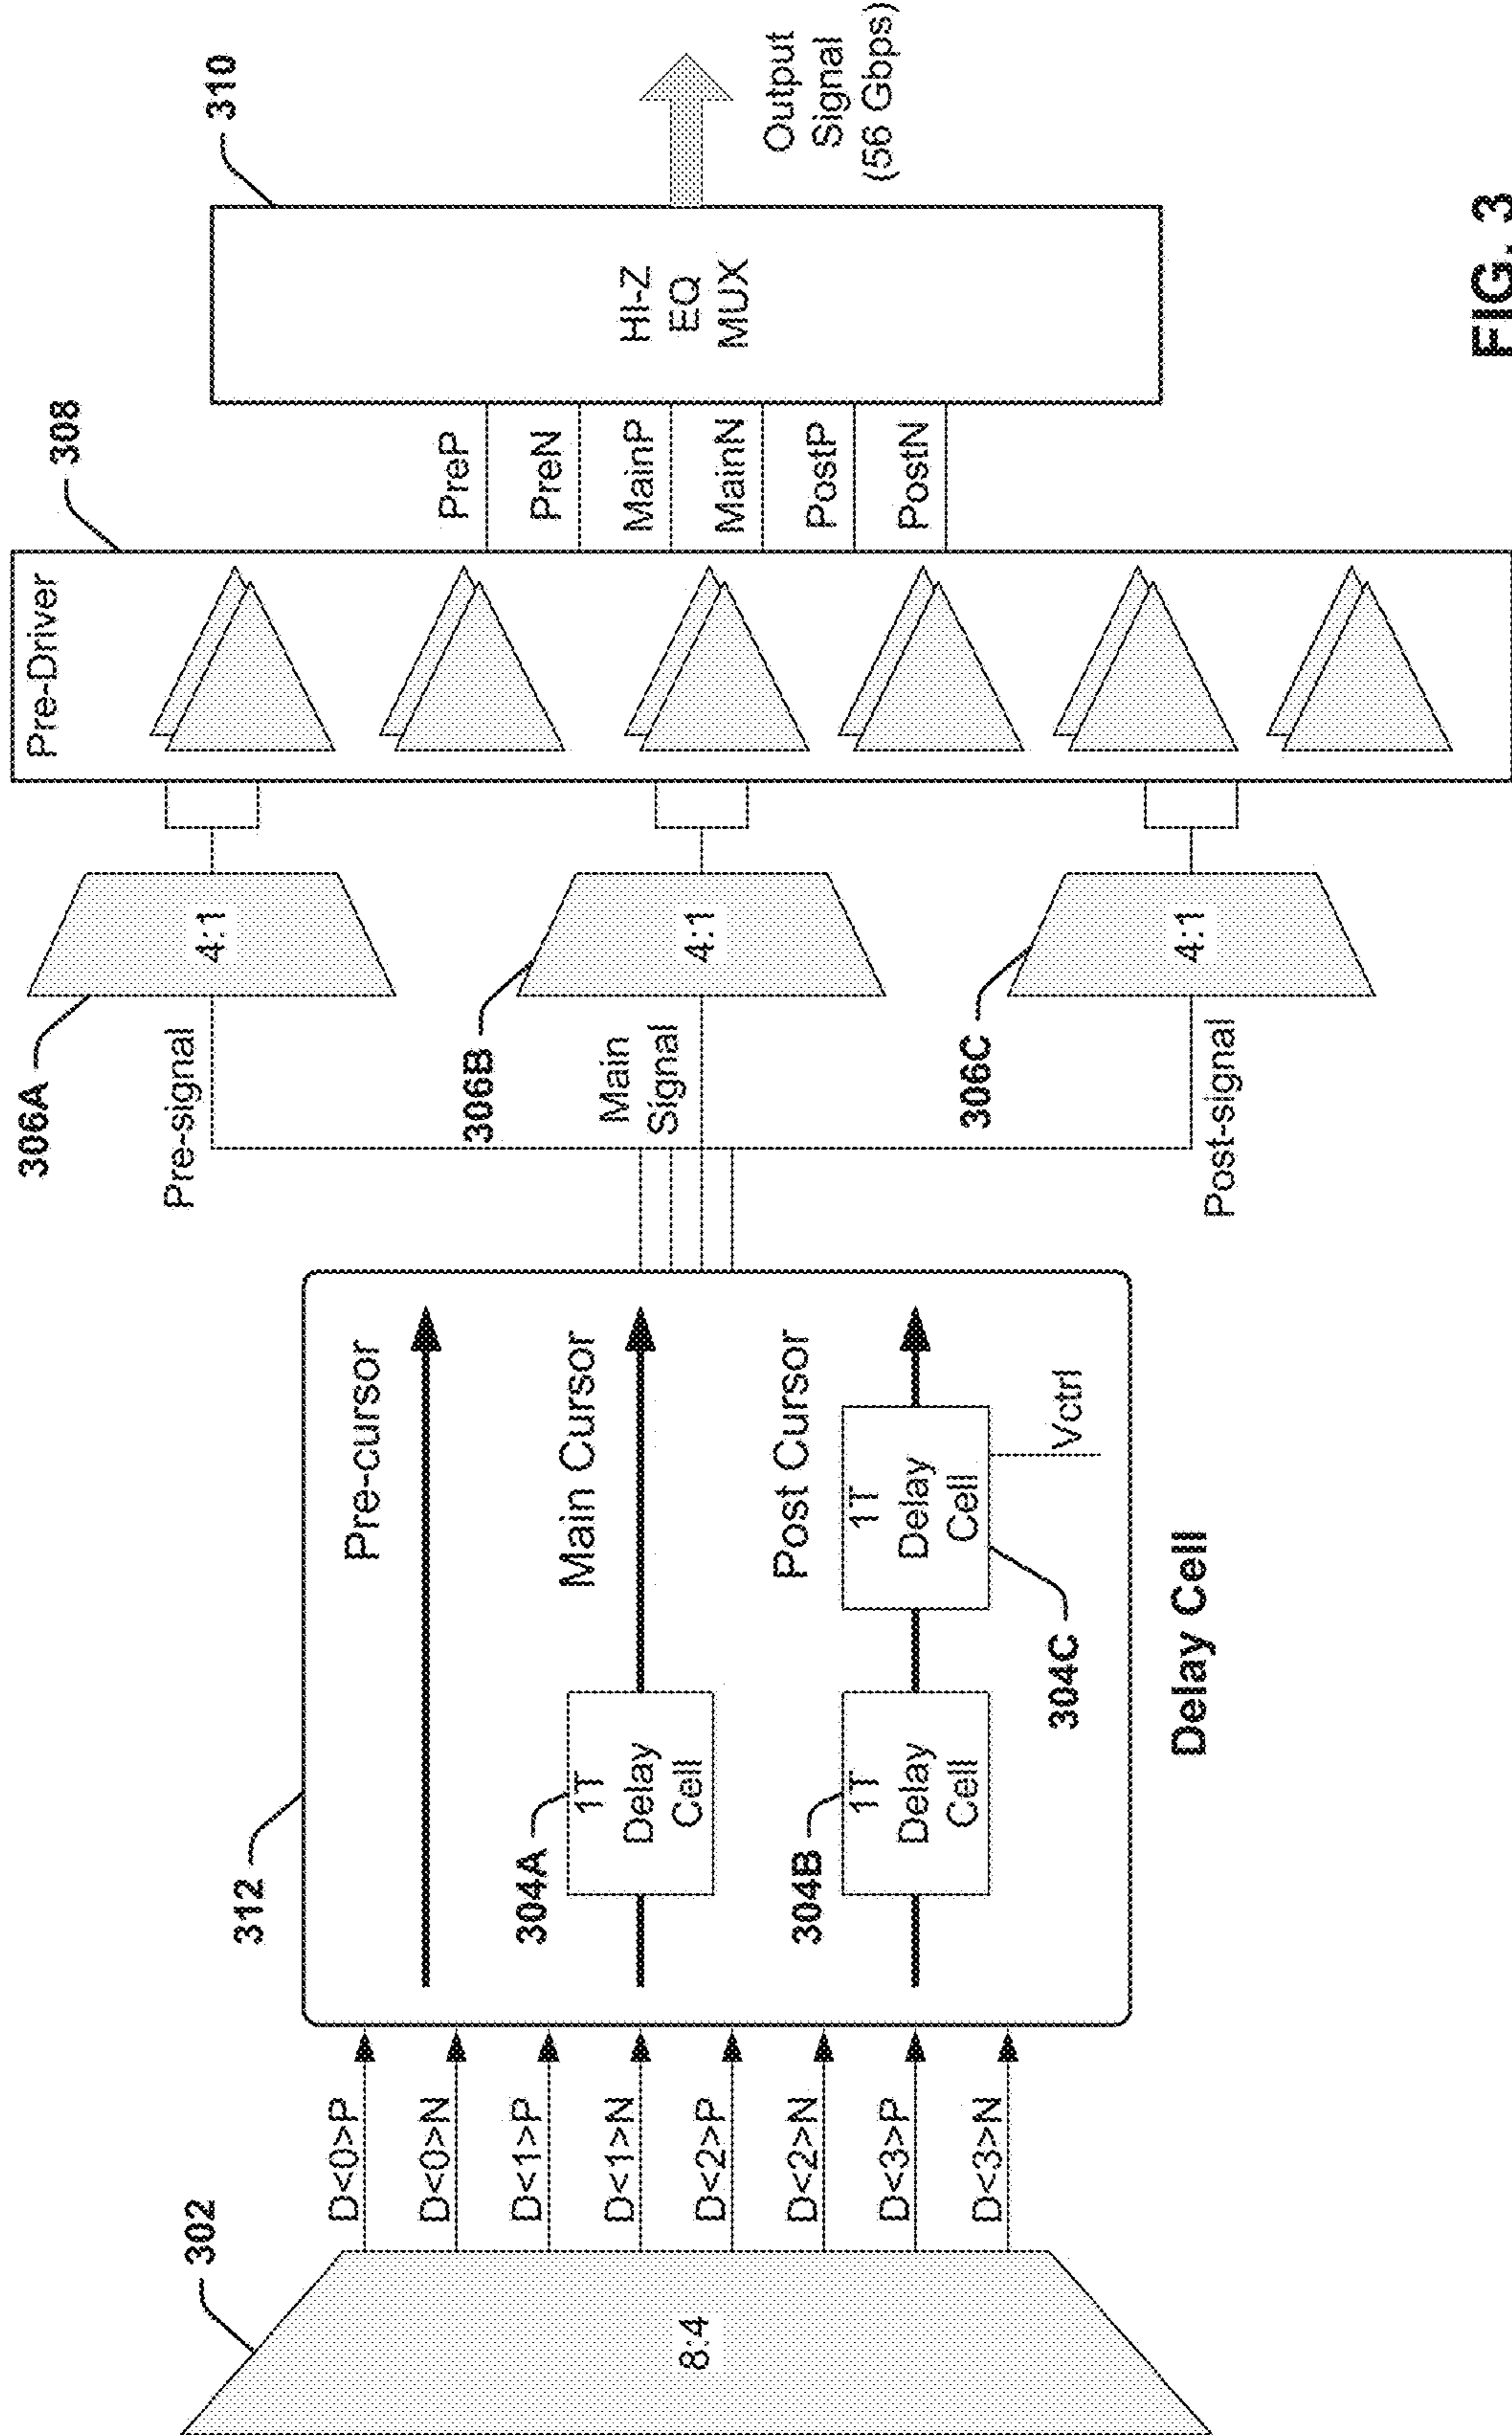 302
8:4
D<0>P
D<0>N
D<1>P
D<1>N
D<2>P
D<2>N
D<3>P
D<3>N
312
Pre-cursor
304A
1T
Delay
Cell
Main Cursor
304B
1T
Delay
Cell
Post Cursor
1T
Delay
Cell
304C
Vctrl
Delay Cell
306A
Pre-signal
4:1
306B
Main
Signal
4:1
306C
Post-signal
4:1
308
Pre-Driver
PreP
PreN
MainP
MainN
PostP
PostN
310
HI-Z
EQ
MUX
Output
Signal
(56 Gbps)
FIG. 3